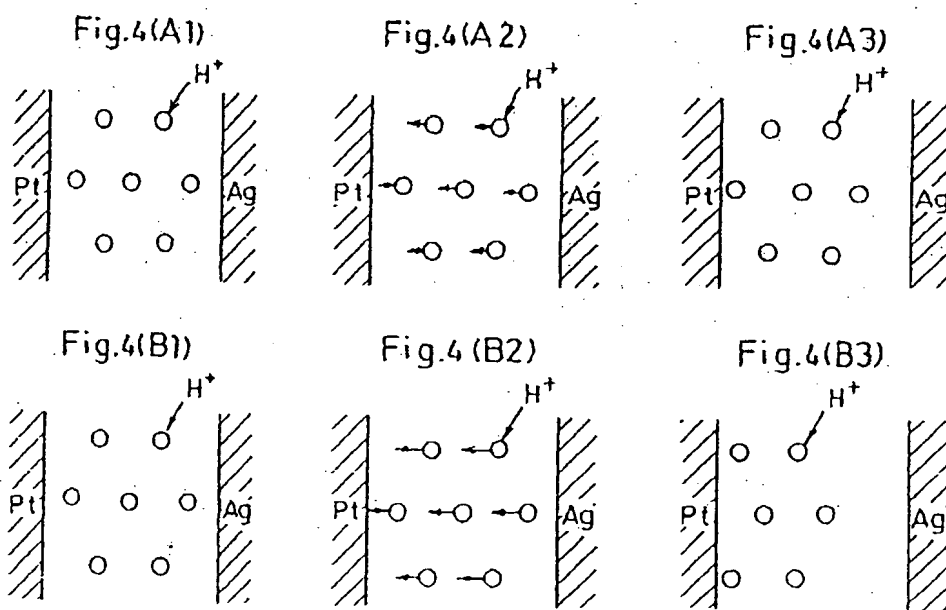 Fig.4(A1)
H+
Pt
Ag
Fig.4(A2)
H+
Pt
Ag
Fig.4(A3)
H+
Pt
Ag
Fig.4(B1)
H+
Pt
Ag
Fig.4(B2)
H+
Pt
Ag
Fig.4(B3)
H+
Pt
Ag